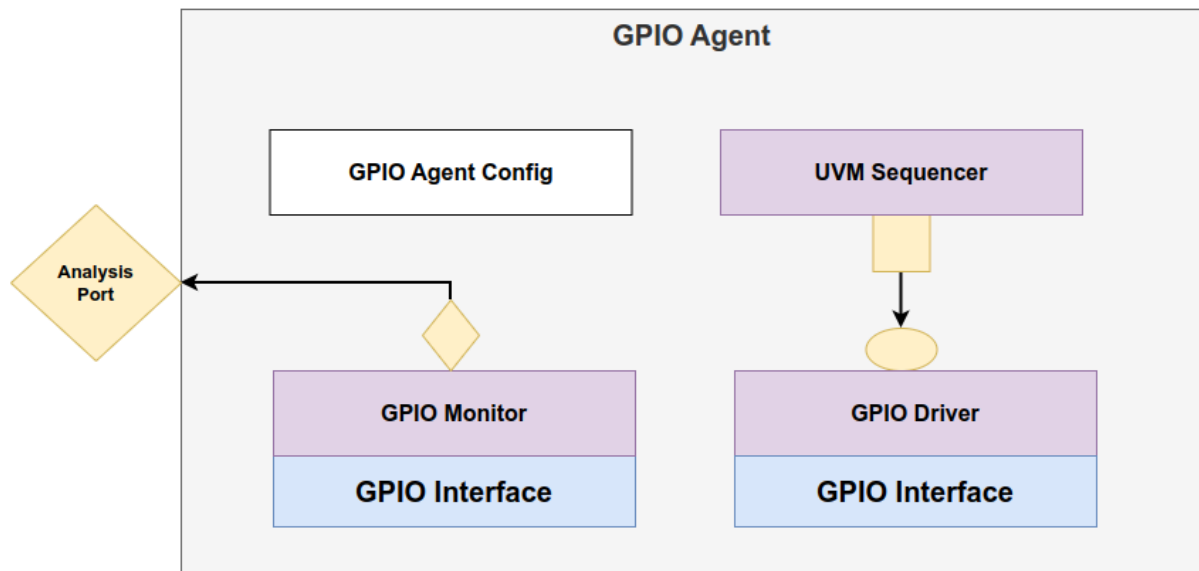 GPIO Agent
GPIO Agent Config
UVM Sequencer
Analysis
Port
GPIO Monitor
GPIO Driver
GPIO Interface
GPIO Interface